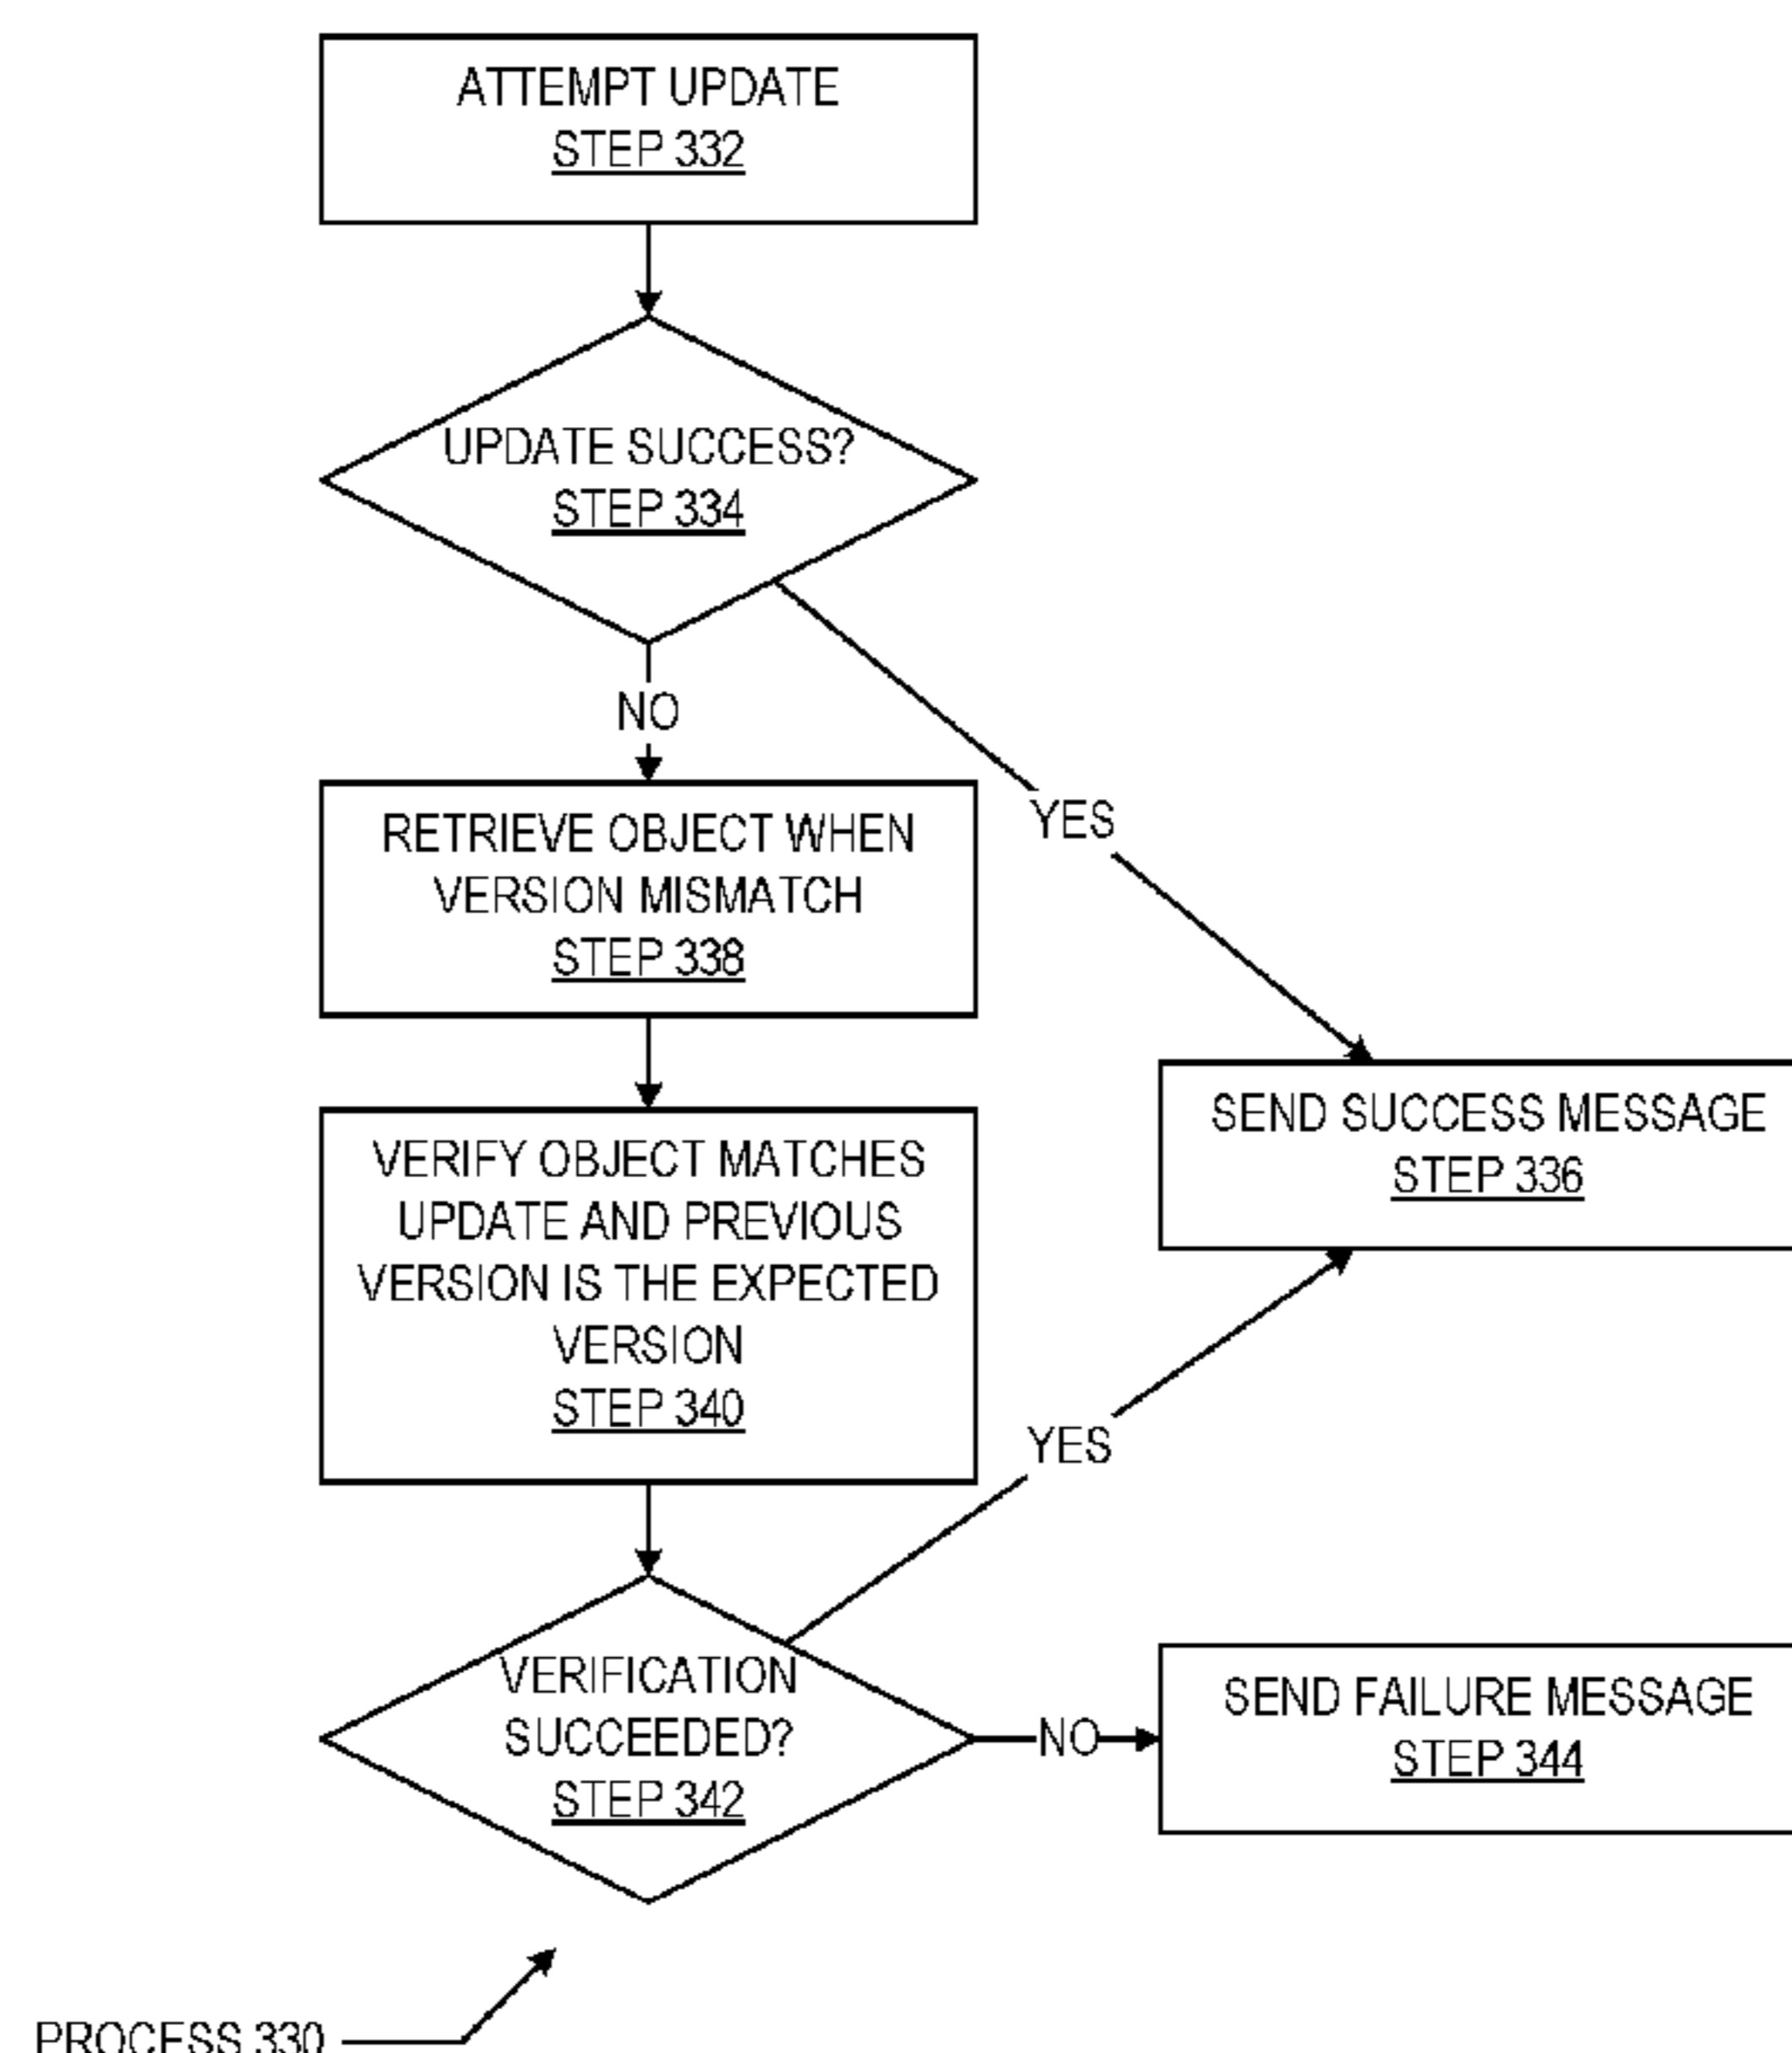 ATTEMPT UPDATE
STEP 332
UPDATE SUCCESS?
STEP 334
NO
YES
RETRIEVE OBJECT WHEN
VERSION MISMATCH
STEP 338
SEND SUCCESS MESSAGE
STEP 336
VERIFY OBJECT MATCHES
UPDATE AND PREVIOUS
VERSION IS THE EXPECTED
VERSION
STEP 340
YES
VERIFICATION
SUCCEEDED?
STEP 342
NO
SEND FAILURE MESSAGE
STEP 344
PROCESS 330